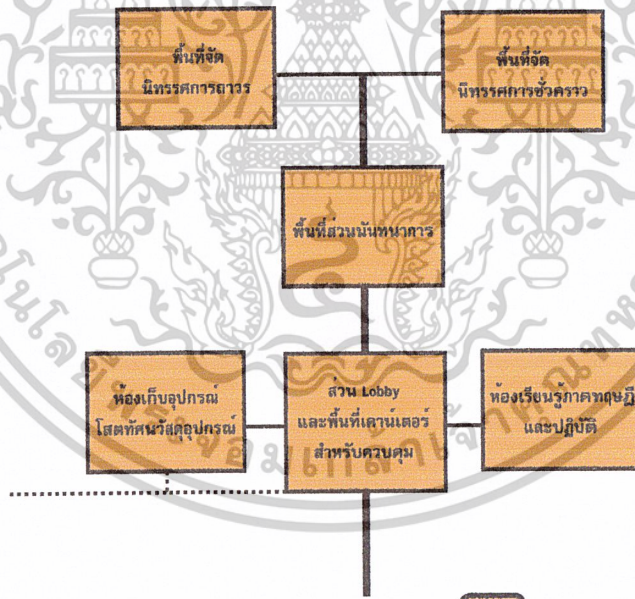 พื้นที่จัด
นิทรรศการถาวร
พื้นที่จัด
นิทรรศการชั่วคราว
พื้นที่ส่วนนันทนาการ
ห้องเก็บอุปกรณ์
โสตทัศนวัสดุอุปกรณ์
ส่วน Lobby
และพื้นที่เคาน์เตอร์
สำหรับควบคุม
ห้องเรียนรู้ภาคทฤษฎี
และปฏิบัติ